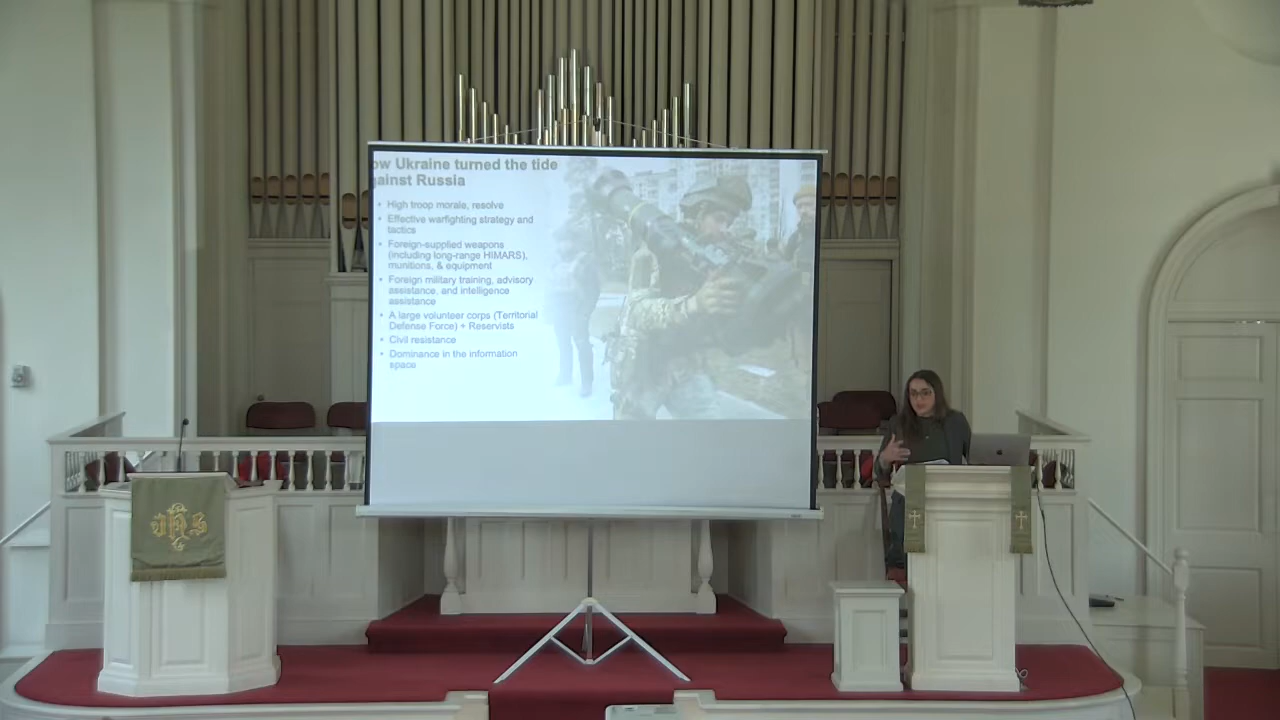 ow Ukraine turned the tide
ainst Russia
• High troop morale, resolve
• Effective warfighting strategy and
tactics
• Foreign-supplied weapons
(including long-range HIMARS),
munitions, & equipment
• Foreign military training, advisory
assistance, and intelligence
assistance
• A large volunteer corps (Territorial
Defense Force) + Reservists
• Civil resistance
• Dominance in the information
space
IHS